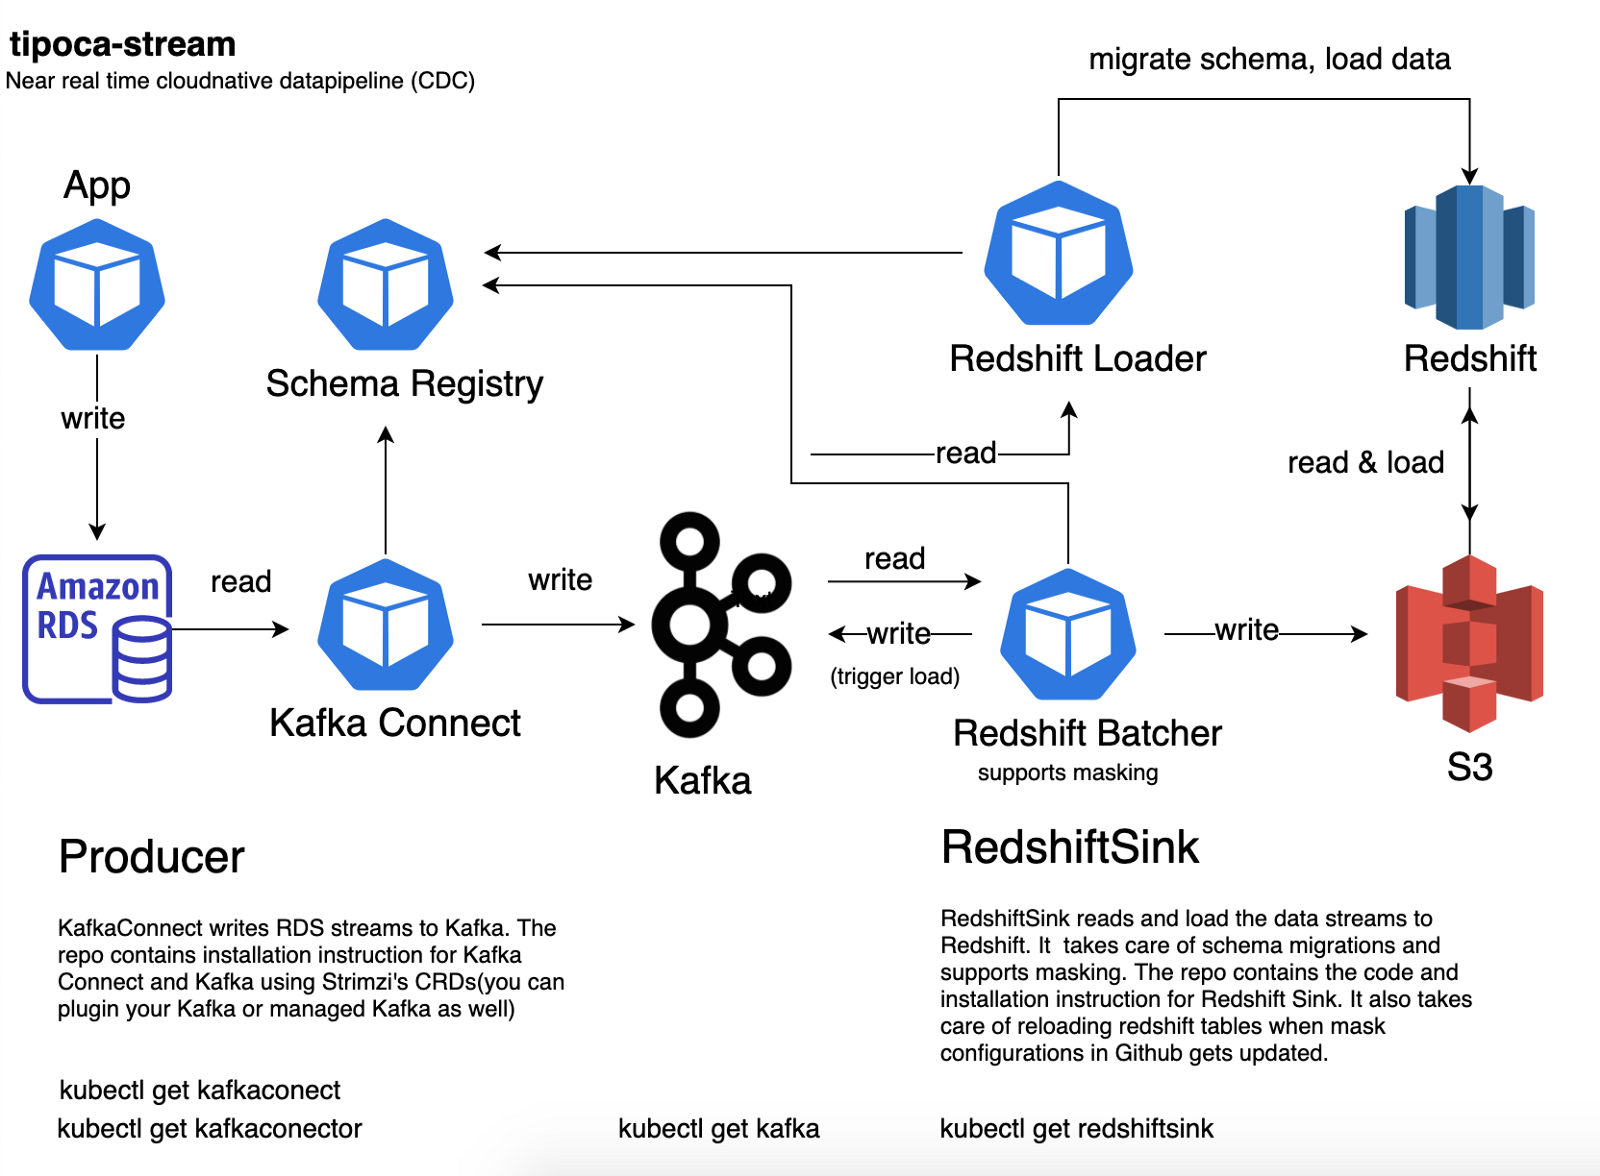 tipoca-stream
Near real time cloudnative datapipeline (CDC)
migrate schema, load data
App
Schema Registry
Redshift Loader
Redshift
write
read
read & load
Amazon
RDS
read
Kafka Connect
write
Kafka
read
write
(trigger load)
Redshift Batcher
supports masking
write
S3
Producer
KafkaConnect writes RDS streams to Kafka. The
repo contains installation instruction for Kafka
Connect and Kafka using Strimzi's CRDs(you can
plugin your Kafka or managed Kafka as well)
kubectl get kafkaconect
kubectl get kafkaconector
kubectl get kafka
RedshiftSink
RedshiftSink reads and load the data streams to
Redshift. It  takes care of schema migrations and
supports masking. The repo contains the code and
installation instruction for Redshift Sink. It also takes
care of reloading redshift tables when mask
configurations in Github gets updated.
kubectl get redshiftsink